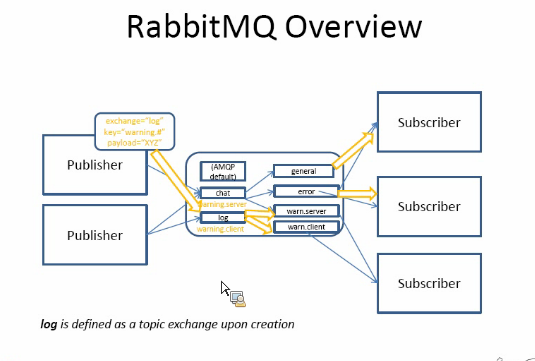 RabbitMQ Overview
exchange="log"
key="warning.#"
payload="XYZ"
Publisher
Publisher
(AMQP
default)
chat
warning.server
log
warning.client
general
error
warn.server
warn.client
Subscriber
Subscriber
Subscriber
log is defined as a topic exchange upon creation